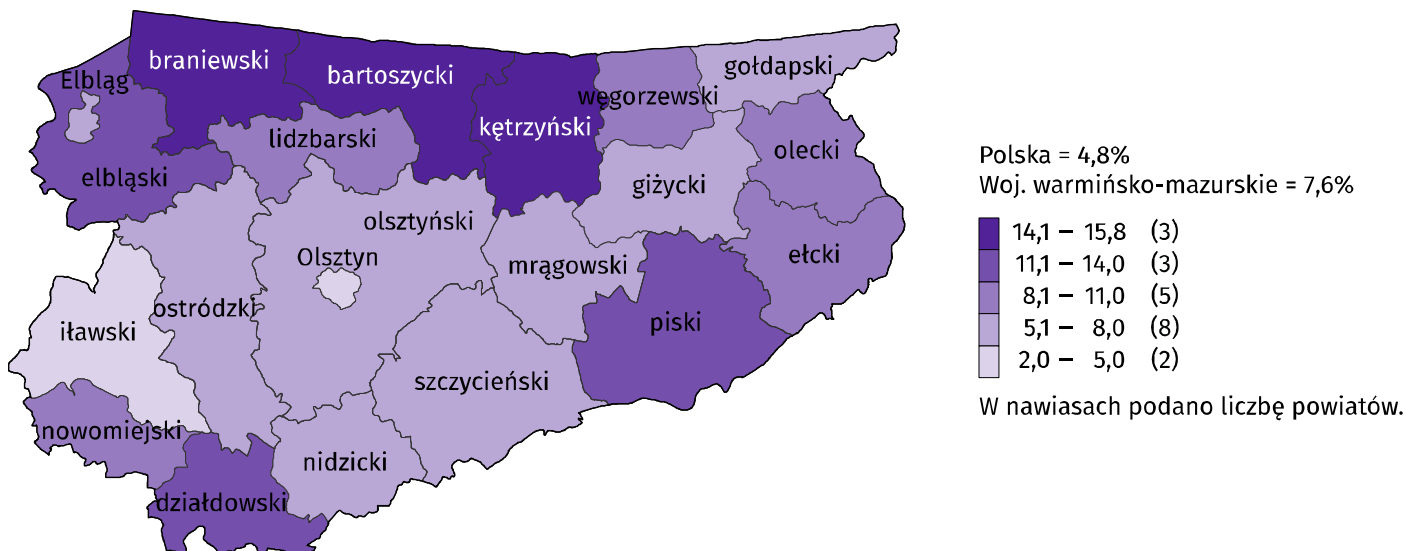 braniewski
bartoszycki
gołdapski
Elbląg
węgorzewski
kętrzyński
lidzbarski
olecki
elbląski
giżycki
olsztyński
Olsztyn
mrągowski
ełcki
ostródzki
iławski
piski
szczycieński
nowomiejski
nidzicki
działdowski
Polska = 4,8%
Woj. warmińsko-mazurskie = 7,6%
14,1 – 15,8 (3)
11,1 – 14,0 (3)
8,1 – 11,0 (5)
5,1 – 8,0 (8)
2,0 – 5,0 (2)
W nawiasach podano liczbę powiatów.